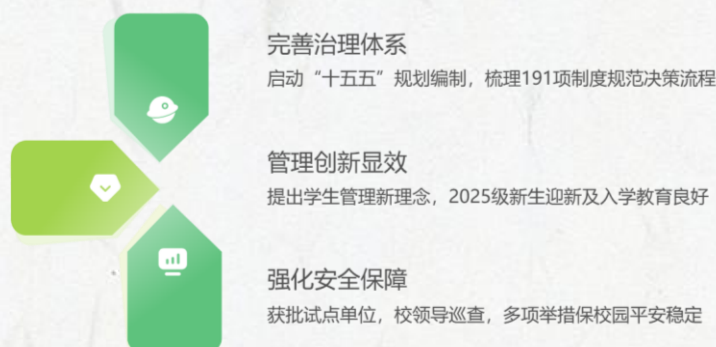 完善治理体系
启动“十五五”规划编制，梳理191项制度规范决策流程
管理创新显效
提出学生管理新理念，2025级新生迎新及入学教育良好
强化安全保障
获批试点单位，校领导巡查，多项举措保校园平安稳定